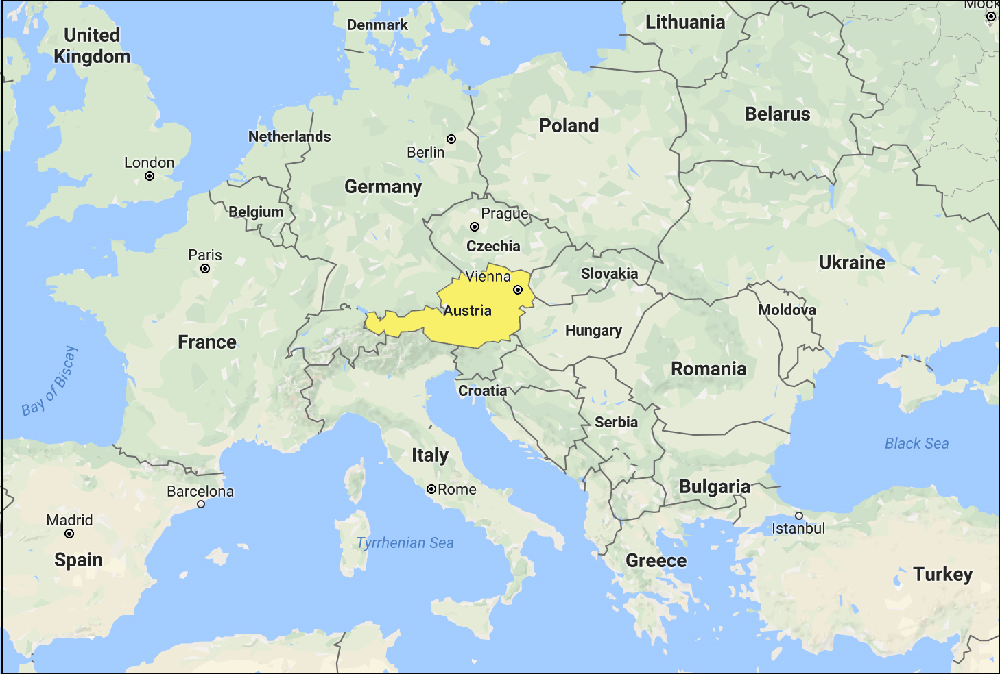 Moc
Denmark
Lithuania
United
Kingdom
Belarus
Poland
Netherlands
Berlin
London
Germany
Belgium
Prague
Czechia
Paris
Ukraine
Slovakia
Vienna
Austria
Moldova
Hungary
France
Romania
Bay of Biscay
Croatia
Serbia
Black Sea
Italy
Rome
Barcelona
Bulgaria
Madrid
Istanbul
Tyrrhenian Sea
Spain
Greece
Turkey